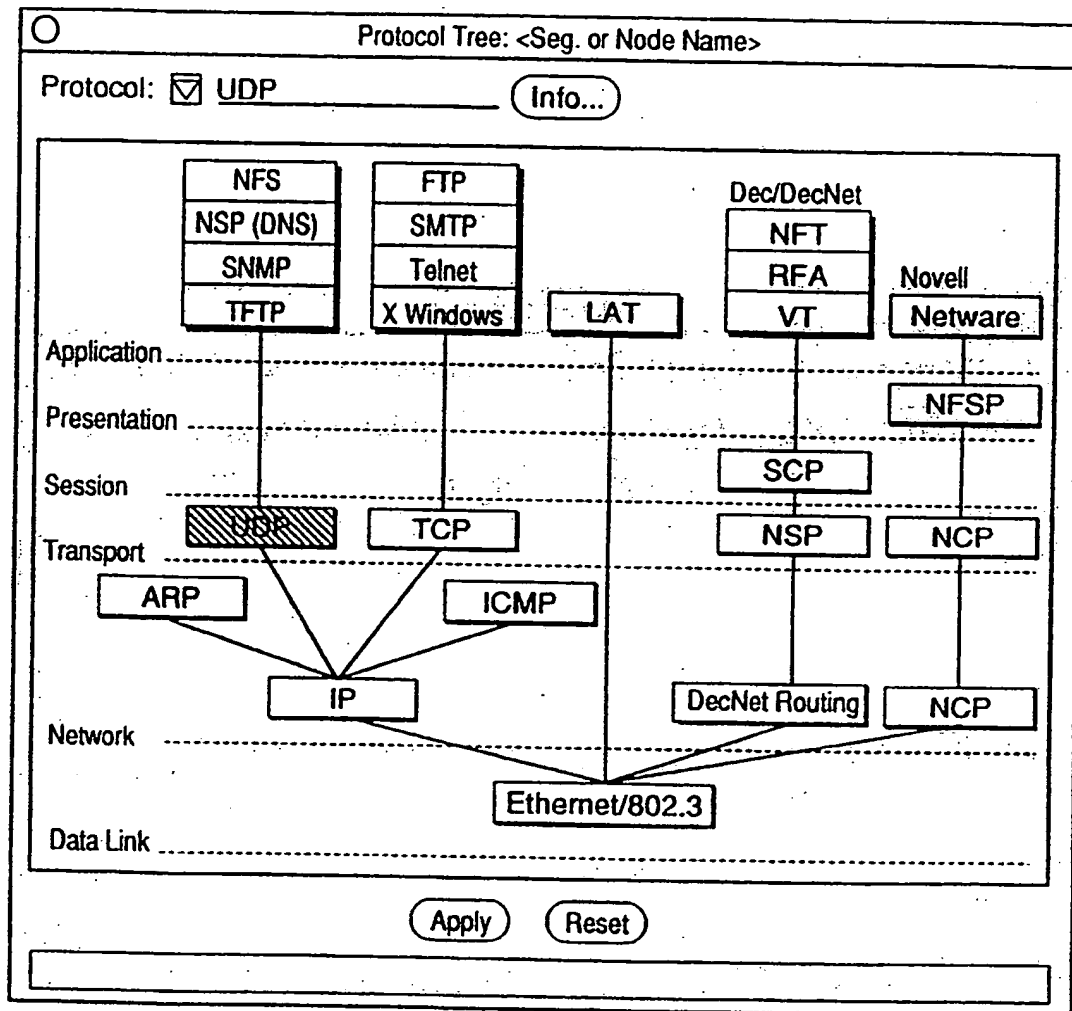 Protocol Tree: <Seg. or Node Name>
Protocol: UDP Info...
NFS
NSP (DNS)
SNMP
TFTP
FTP
SMTP
Telnet
X Windows
LAT
Dec/DecNet
NFT
RFA
VT
Novell
Netware
Application
NFSP
Presentation
SCP
Session
UDP
TCP
NSP
NCP
Transport
ARP
ICMP
IP
DecNet Routing
NCP
Network
Ethernet/802.3
Data Link
Apply
Reset